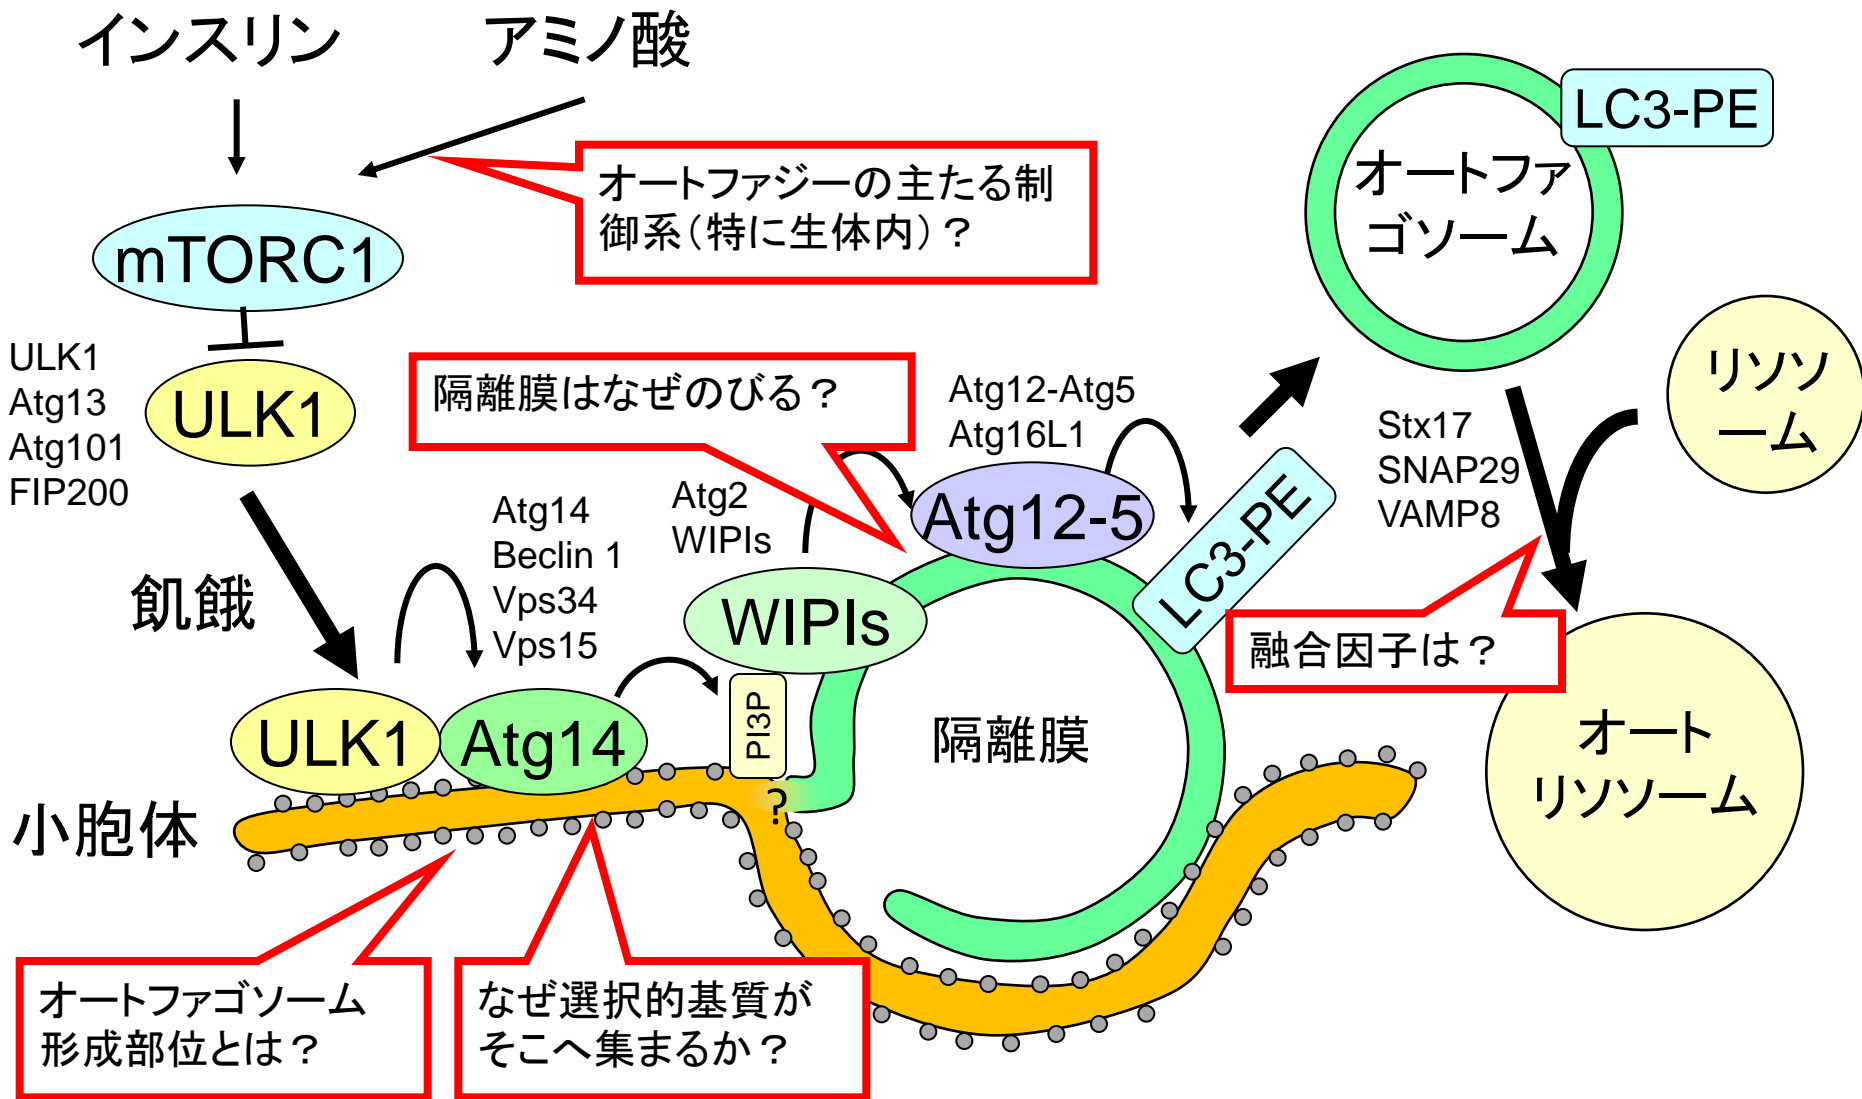 インスリン
アミノ酸
mTORC1
オートファジーの主たる制
御系（特に生体内）？
ULK1
Atg13
Atg101
FIP200
ULK1
飢餓
小胞体
ULK1
Atg14
Atg14
Beclin 1
Vps34
Vps15
Atg2
WIPIs
WIPIs
PI3P
?
隔離膜はなぜのびる？
Atg12-Atg5
Atg16L1
Atg12-5
LC3-PE
隔離膜
オートファゴソーム
形成部位とは？
なぜ選択的基質が
そこへ集まるか？
LC3-PE
オートファ
ゴソーム
リソソ
ーム
Stx17
SNAP29
VAMP8
融合因子は？
オート
リソソーム